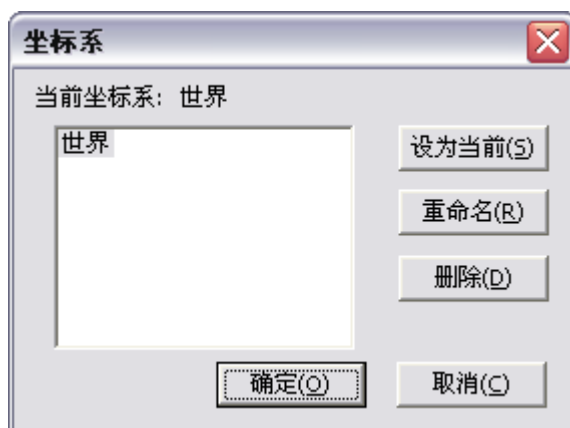 坐标系
当前坐标系: 世界
世界
设为当前(S)
重命名(R)
删除(D)
确定(O)
取消(C)